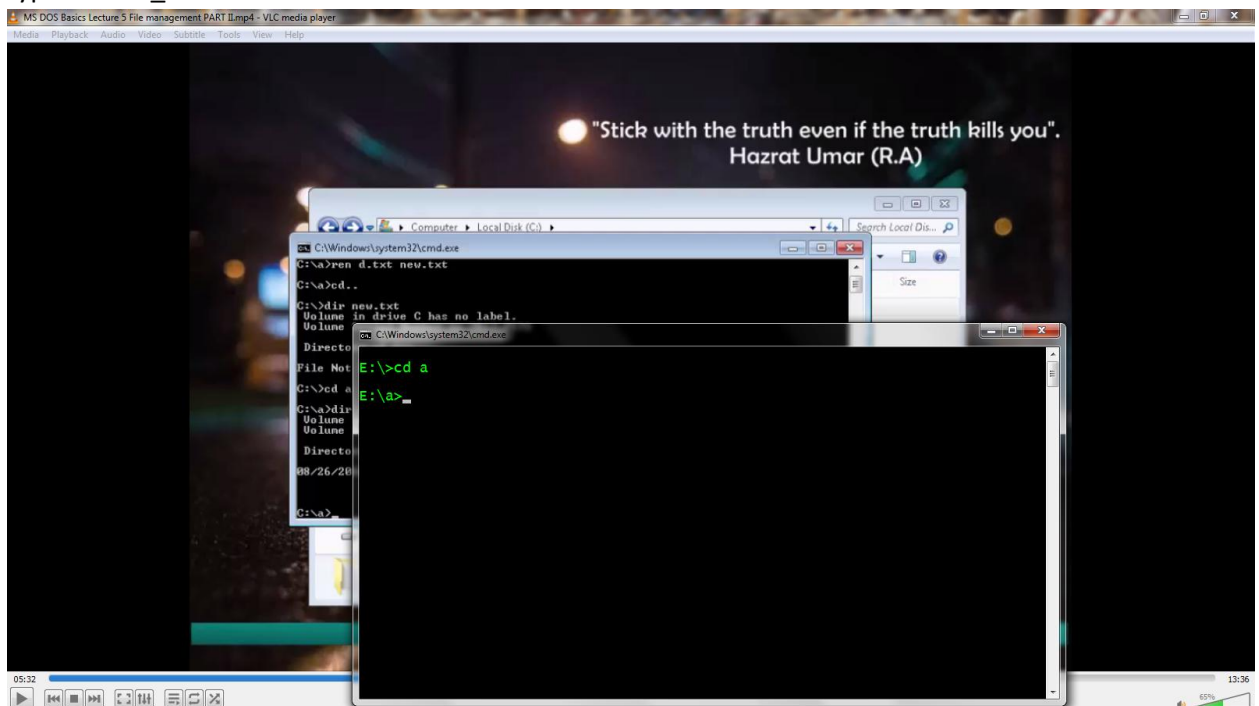 MS DOS Basics Lecture 5 File management PART II.mp4 - VLC media player
Media Playback Audio Video Subtitle Tools View Help
"Stick with the truth even if the truth kills you".
Hazrat Umar (R.A)
Computer Local Disk (C:)
Search Local Dis...
Size
C:\Windows\system32\cmd.exe
C:\a>ren d.txt new.txt
C:\a>cd..
C:\>dir new.txt
Volume in drive C has no label.
Volume
Directo
File Not
C:\>cd a
C:\a>dir
Volume
Volume
Directo
08/26/20
C:\a>_
C:\Windows\system32\cmd.exe
E:\>cd a
E:\a>_
05:32
13:36
65%